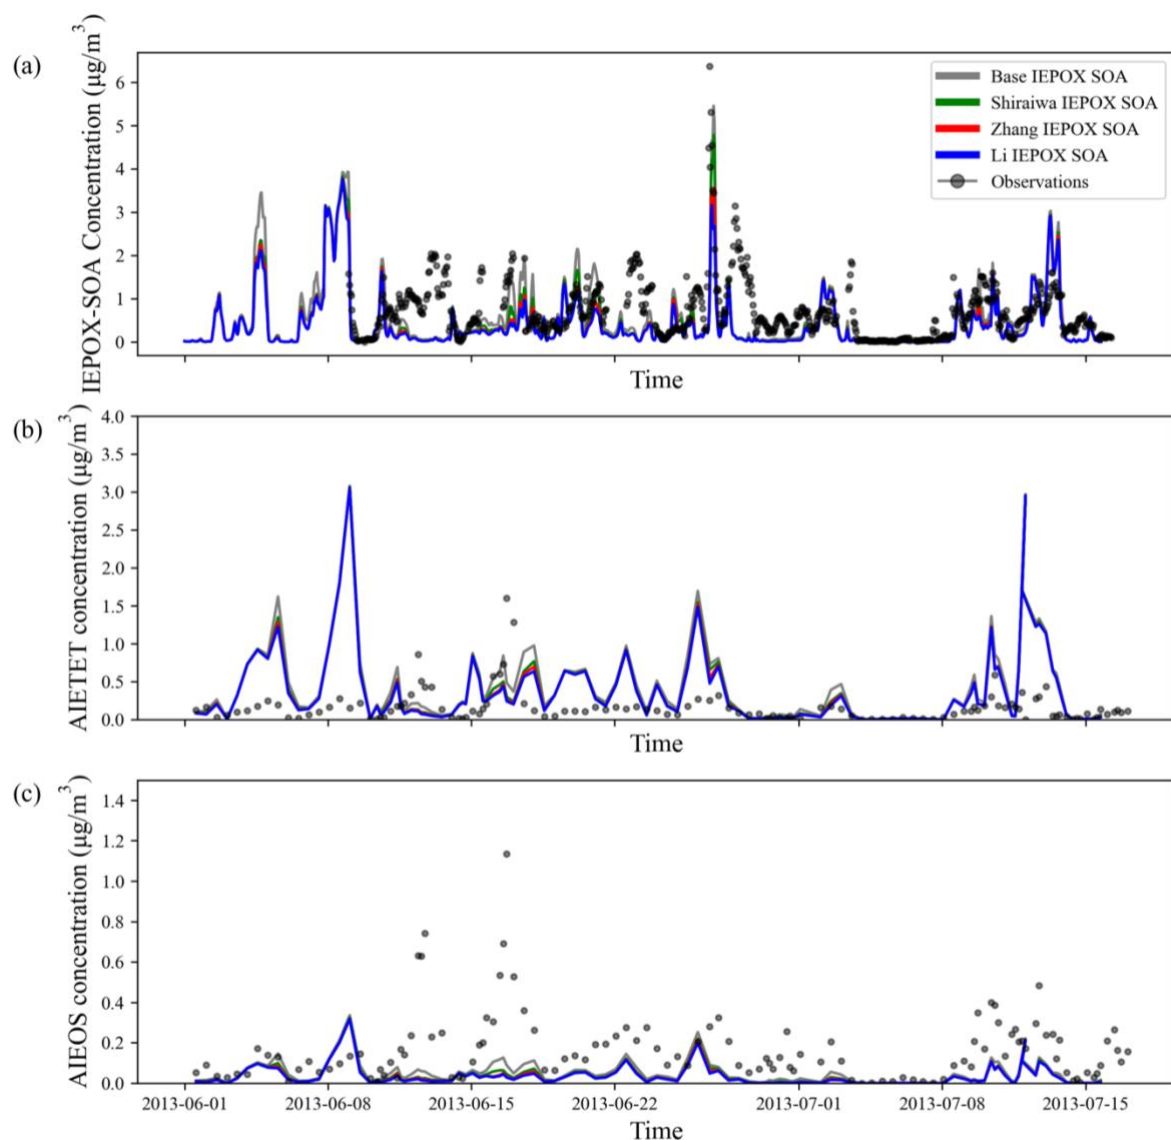 (a)
IEPOX-SOA Concentration (μg/m³)
6
5
4
3
2
1
0
Base IEPOX SOA
Shiraiwa IEPOX SOA
Zhang IEPOX SOA
Li IEPOX SOA
Observations
Time
(b)
AIETET concentration (μg/m³)
4.0
3.5
3.0
2.5
2.0
1.5
1.0
0.5
0.0
Time
(c)
AIEOS concentration (μg/m³)
1.4
1.2
1.0
0.8
0.6
0.4
0.2
0.0
2013-06-01 2013-06-08 2013-06-15 2013-06-22 2013-07-01 2013-07-08 2013-07-15
Time